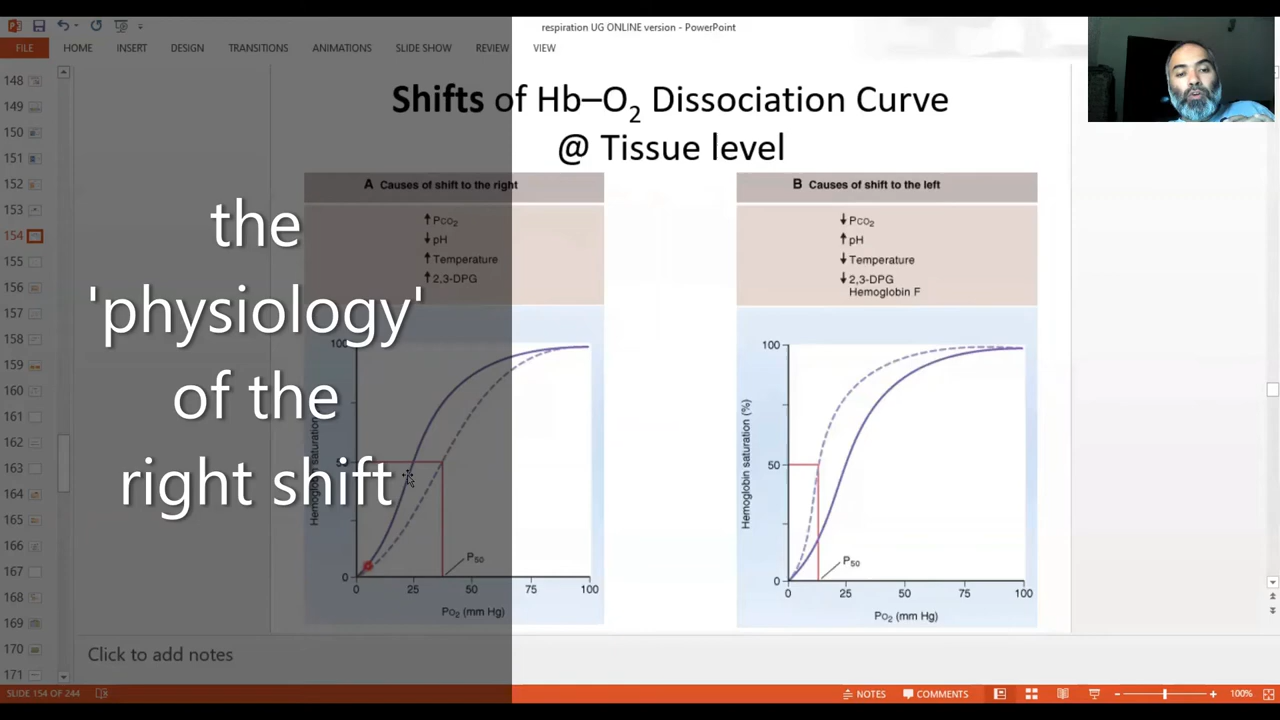 respiration UG ONLINE version - PowerPoint
FILE HOME INSERT DESIGN TRANSITIONS ANIMATIONS SLIDE SHOW REVIEW VIEW
148
149
150
151
152
153
154
155
156
157
158
159
160
161
162
163
164
165
166
167
168
169
170
171
Shifts of Hb–O2 Dissociation Curve
@ Tissue level
the
'physiology'
of the
right shift
A Causes of shift to the right
↑ PCO2
↓ pH
↑ Temperature
↑ 2,3-DPG
100
50
0
Hemoglobin saturation
P50
0 25 50 75 100
PO2 (mm Hg)
B Causes of shift to the left
↓ PCO2
↑ pH
↓ Temperature
↓ 2,3-DPG
Hemoglobin F
100
50
0
Hemoglobin saturation (%)
P50
0 25 50 75 100
PO2 (mm Hg)
Click to add notes
SLIDE 154 OF 244
NOTES COMMENTS 100%